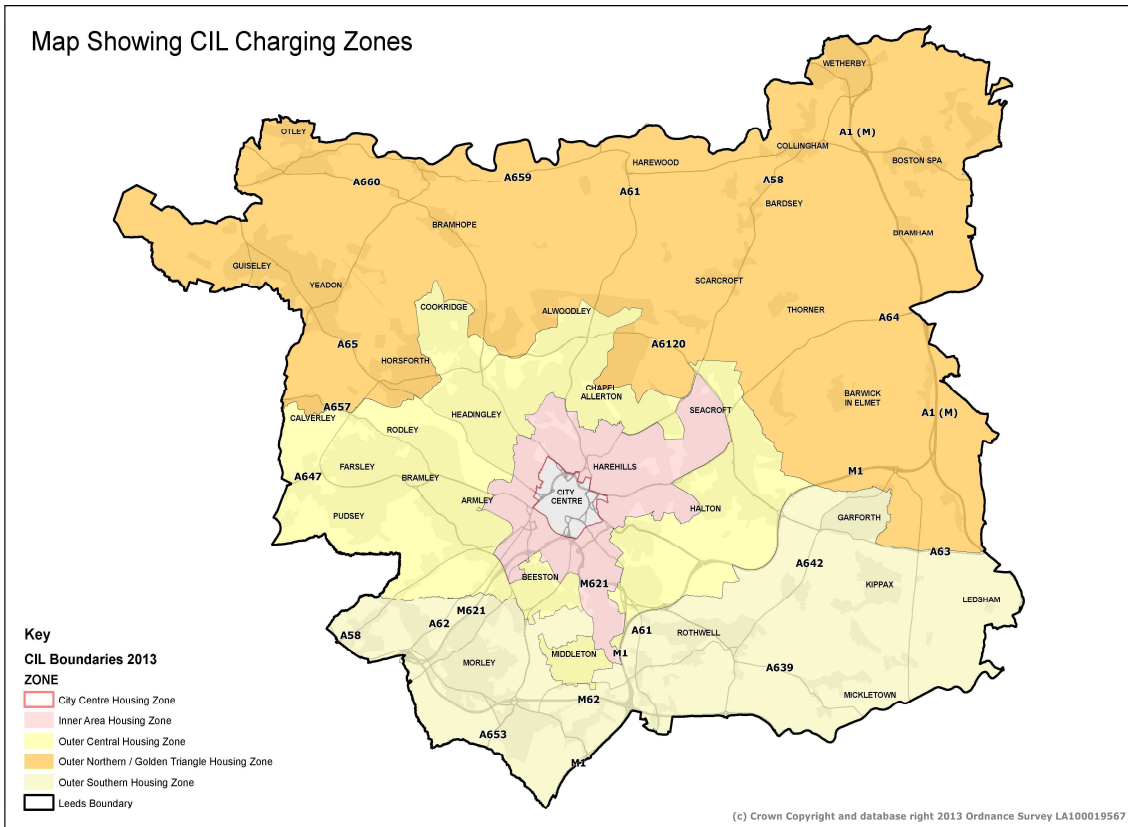 Map Showing CIL Charging Zones
WETHERBY
A1 (M)
OTLEY
COLLINGHAM
BOSTON SPA
HAREWOOD
A659
A660
A61
A58
BARDSEY
BRAMHOPE
BRAMHAM
GUISELEY
YEADON
SCARCROFT
COOKRIDGE
ALWOODLEY
THORNER
A64
A65
A6120
HORSFORTH
CHAPEL
ALLERTON
BARWICK
IN ELMET
A657
CALVERLEY
HEADINGLEY
SEACROFT
A1 (M)
RODLEY
FARSLEY
HAREHILLS
M1
A647
BRAMLEY
CITY
CENTRE
ARMLEY
HALTON
PUDSEY
GARFORTH
A63
A642
BEESTON
M621
KIPPAX
LEDSHAM
M621
A62
A58
A61
ROTHWELL
MIDDLETON
M1
MORLEY
A639
MICKLETOWN
M62
A653
M1
Key
CIL Boundaries 2013
ZONE
City Centre Housing Zone
Inner Area Housing Zone
Outer Central Housing Zone
Outer Northern / Golden Triangle Housing Zone
Outer Southern Housing Zone
Leeds Boundary
(c) Crown Copyright and database right 2013 Ordnance Survey LA100019567